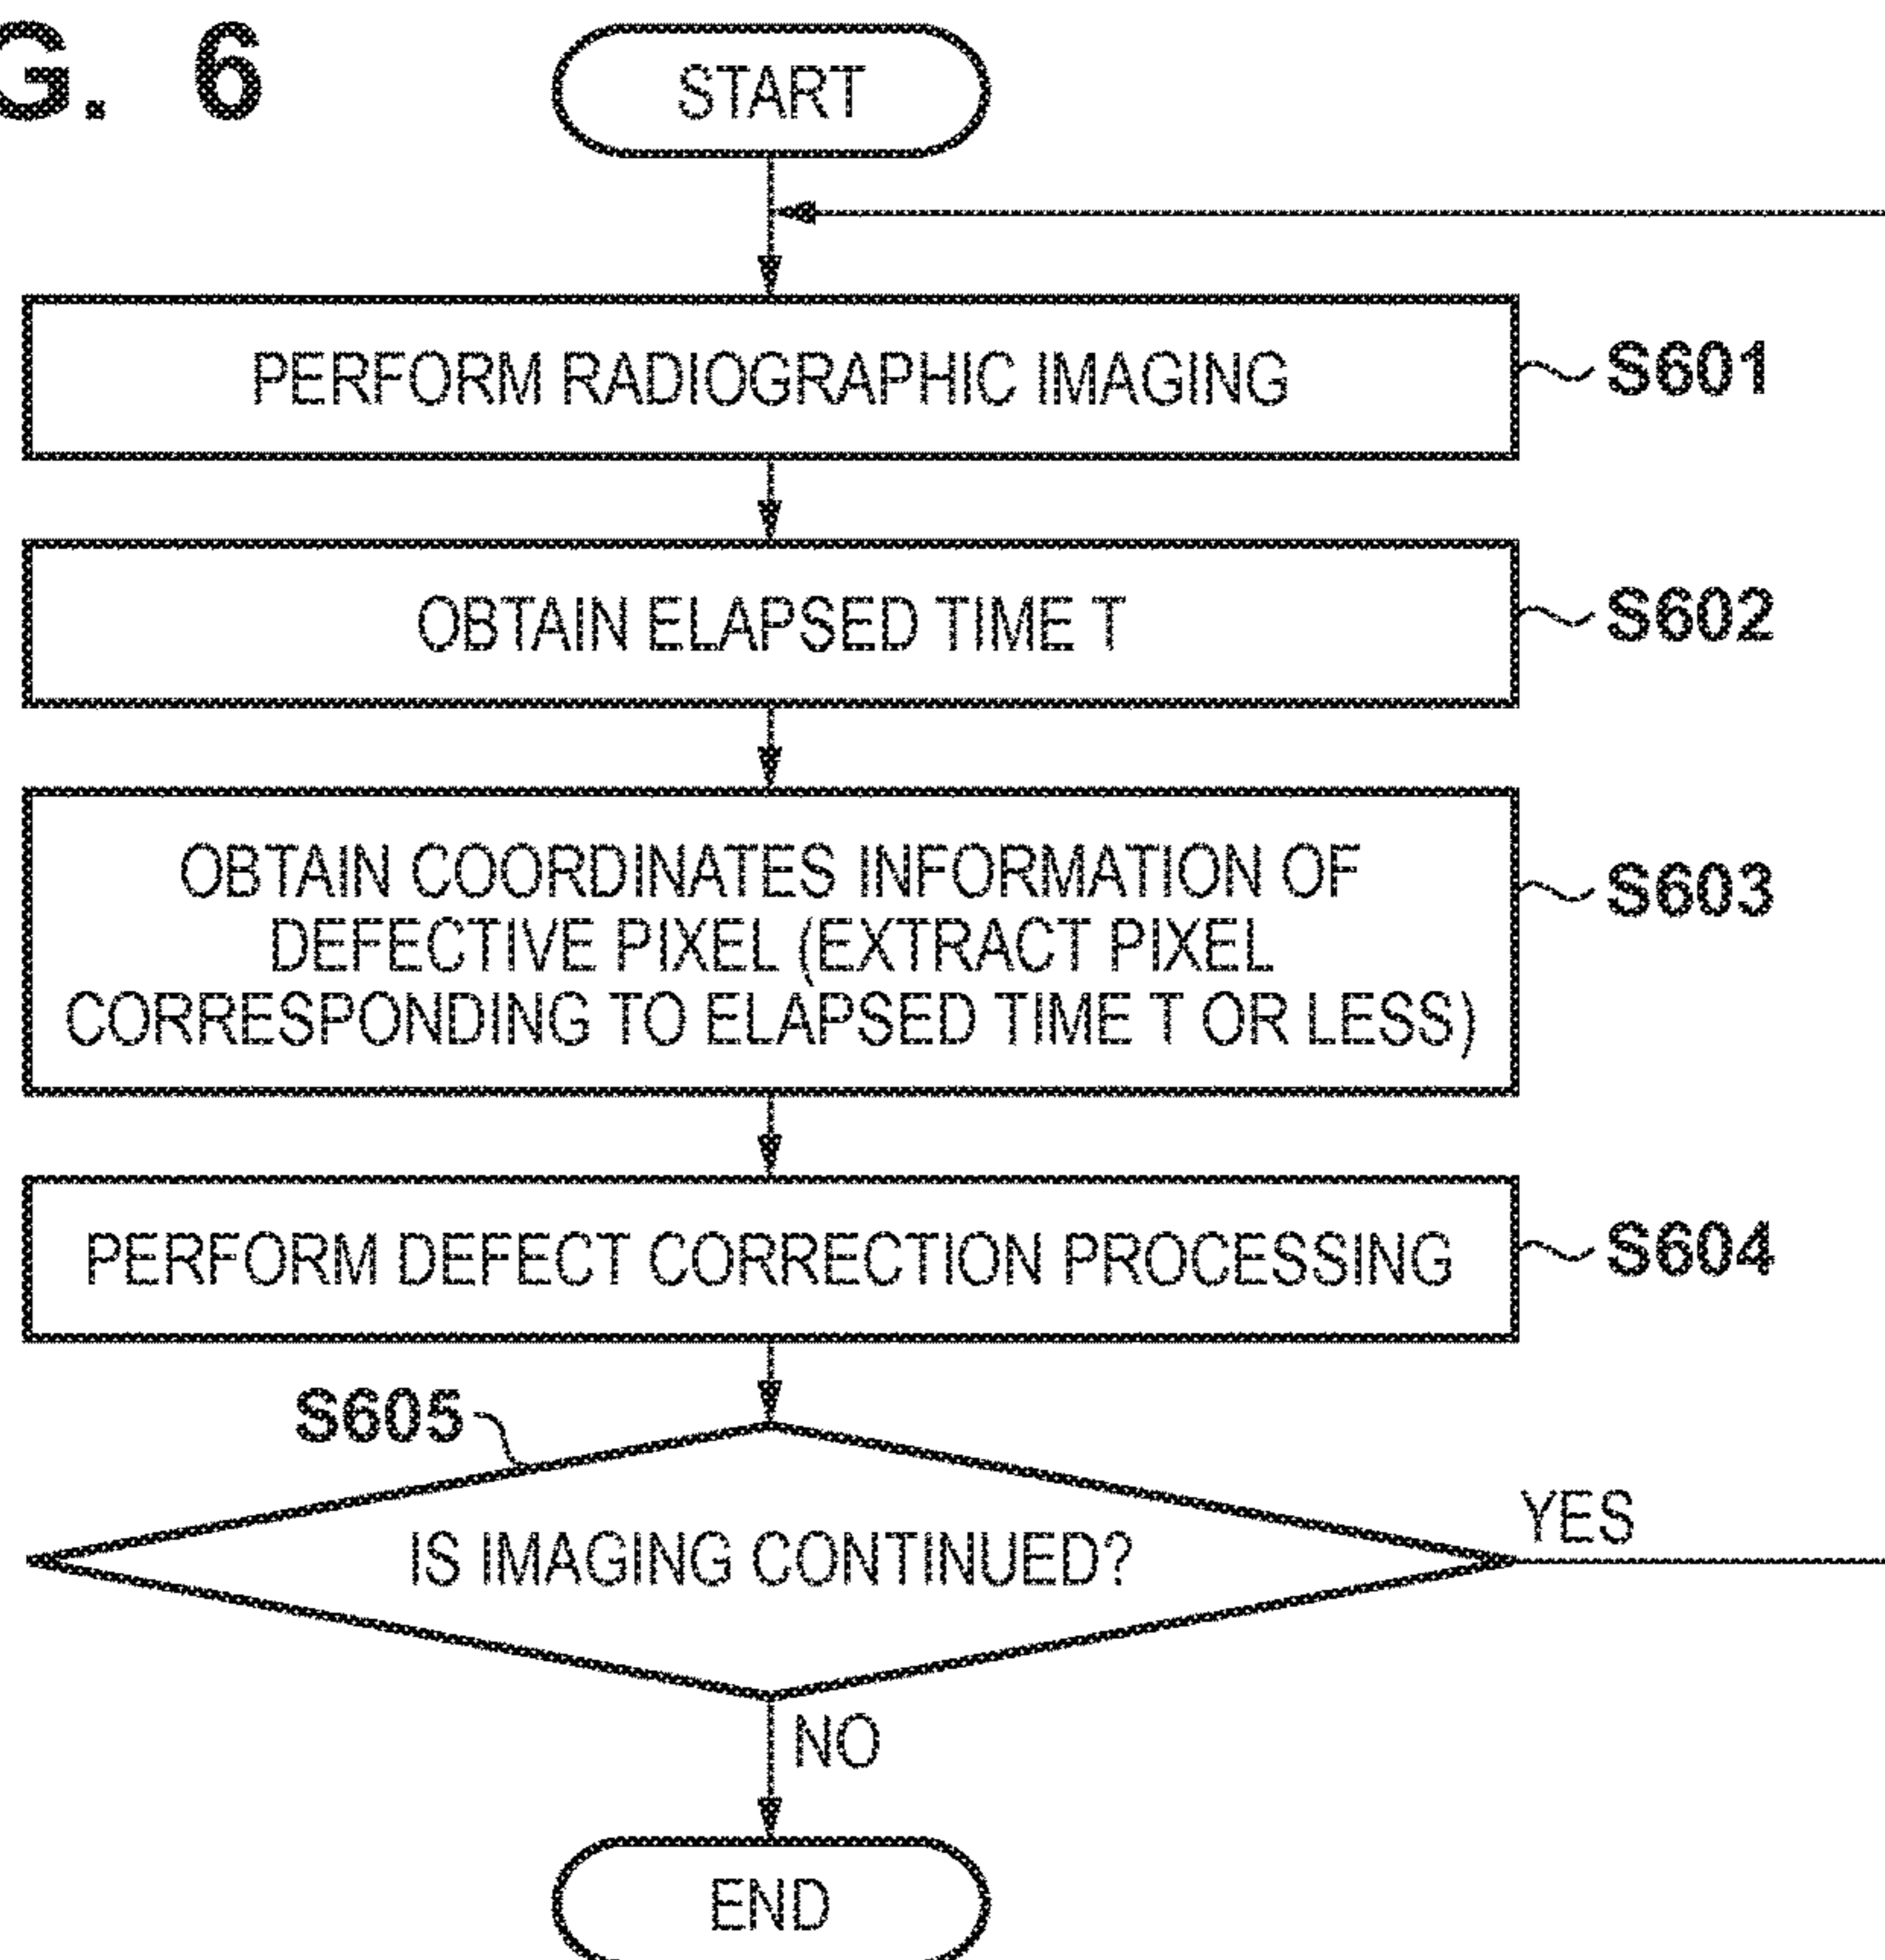 G. 6
START
PERFORM RADIOGRAPHIC IMAGING
S601
OBTAIN ELAPSED TIME T
S602
OBTAIN COORDINATES INFORMATION OF
DEFECTIVE PIXEL (EXTRACT PIXEL
CORRESPONDING TO ELAPSED TIME T OR LESS)
S603
PERFORM DEFECT CORRECTION PROCESSING
S604
S605
IS IMAGING CONTINUED?
YES
NO
END